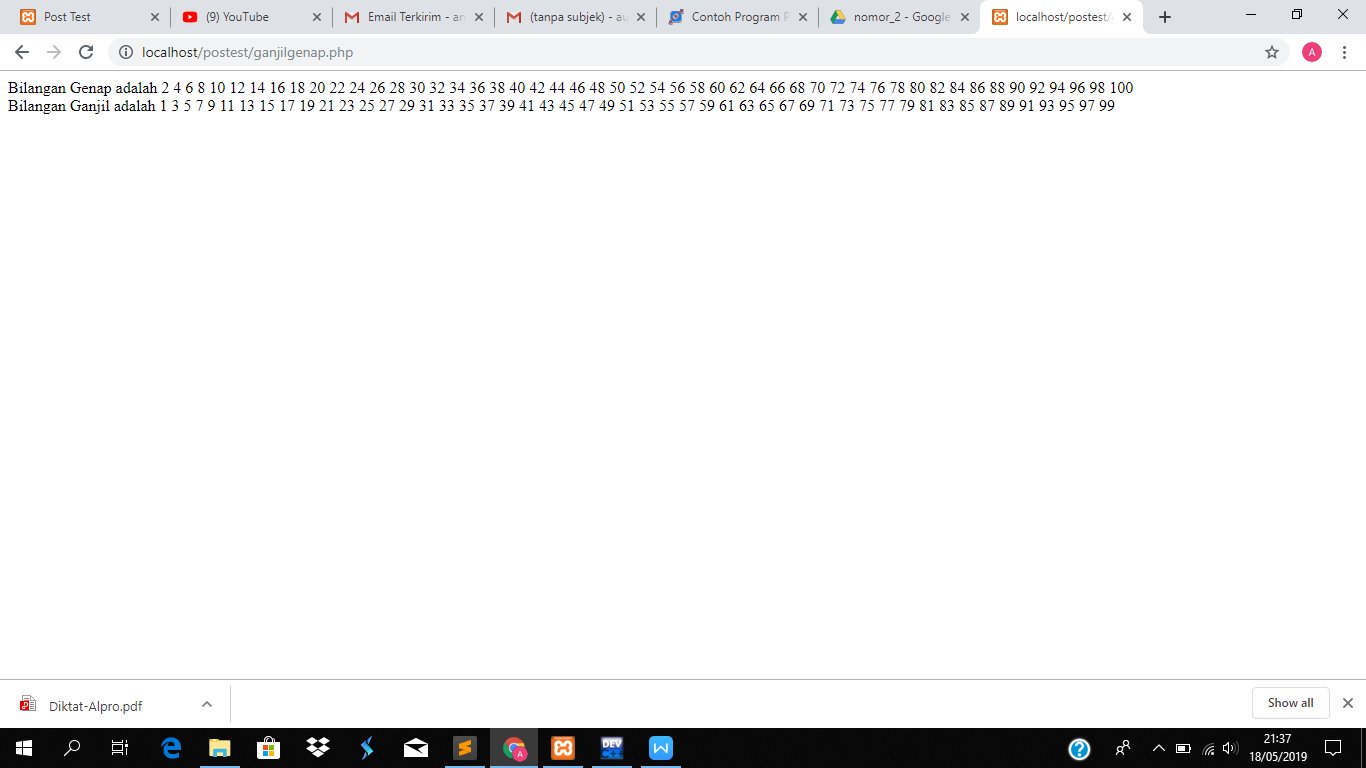 Post Test
(9) YouTube
Email Terkirim - an
(tanpa subjek) - au
Contoh Program P
nomor_2 - Google
localhost/postest/
localhost/postest/ganjilgenap.php
A
Bilangan Genap adalah 2 4 6 8 10 12 14 16 18 20 22 24 26 28 30 32 34 36 38 40 42 44 46 48 50 52 54 56 58 60 62 64 66 68 70 72 74 76 78 80 82 84 86 88 90 92 94 96 98 100
Bilangan Ganjil adalah 1 3 5 7 9 11 13 15 17 19 21 23 25 27 29 31 33 35 37 39 41 43 45 47 49 51 53 55 57 59 61 63 65 67 69 71 73 75 77 79 81 83 85 87 89 91 93 95 97 99
Diktat-Alpro.pdf
Show all
DEV
A
21:37
18/05/2019